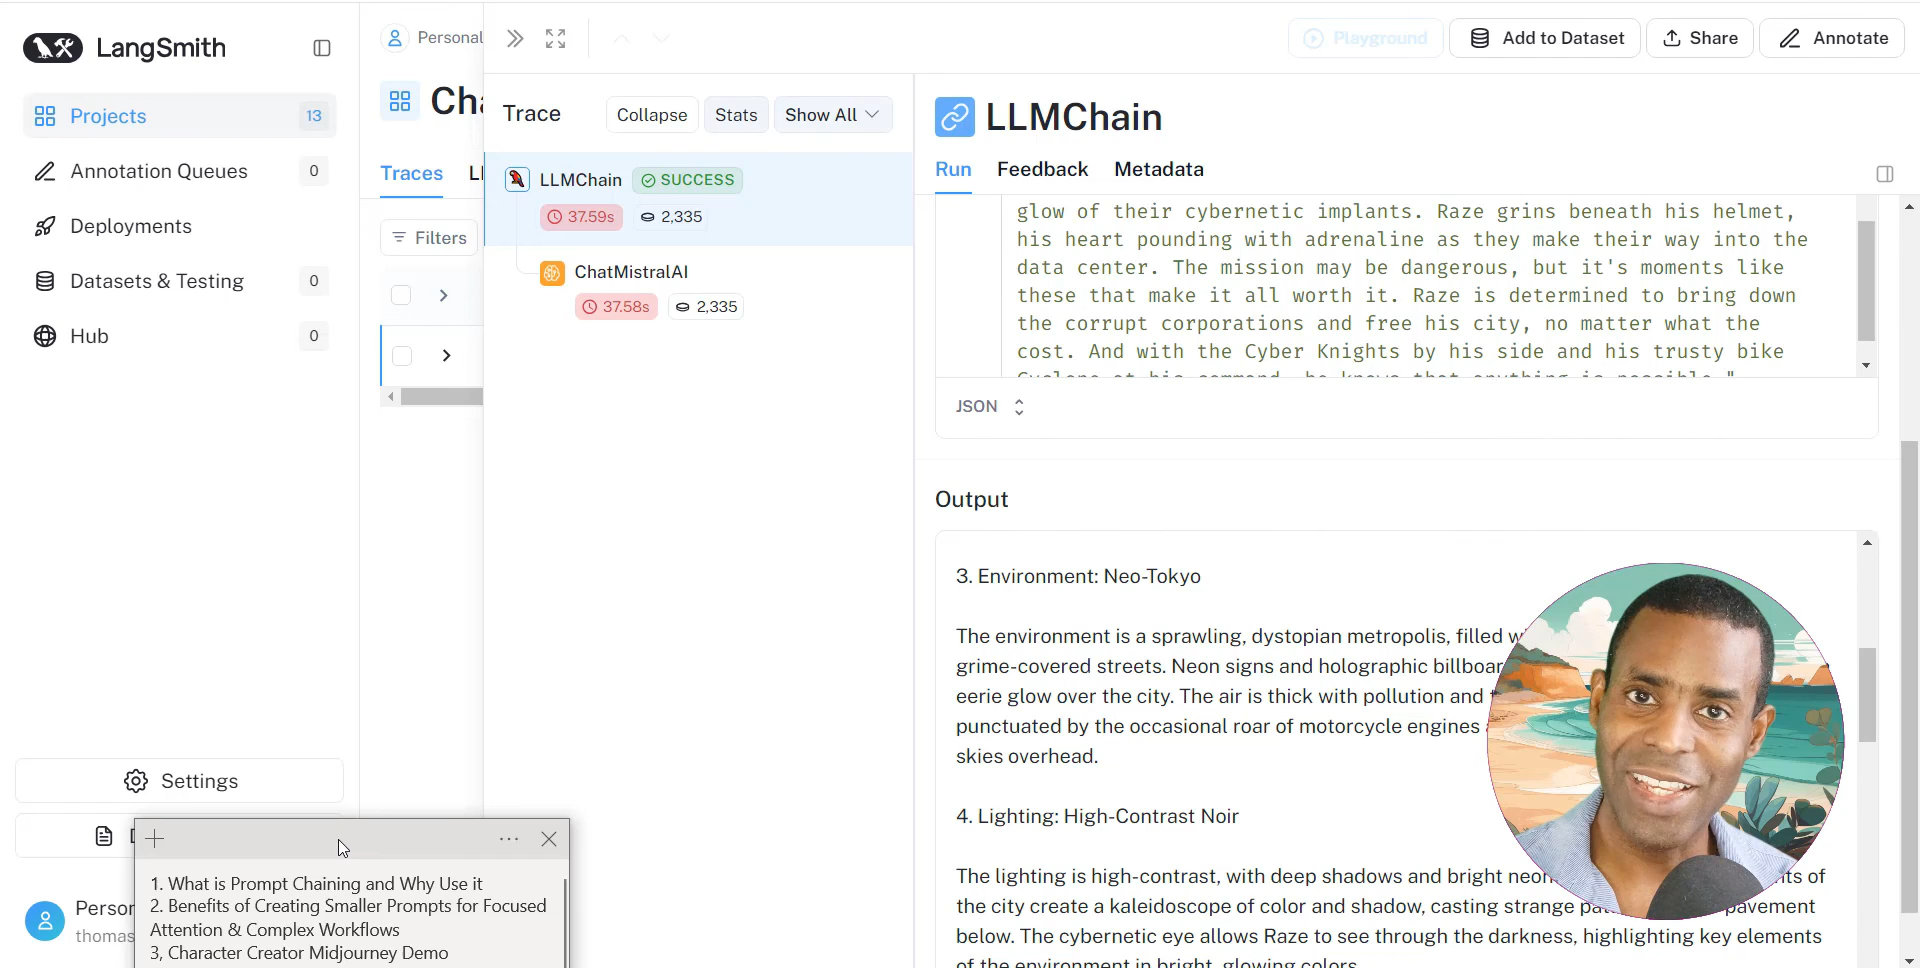 LangSmith
Projects 13
Annotation Queues 0
Deployments
Datasets & Testing 0
Hub 0
Settings
Personal
Traces
Filters
Trace
Collapse
Stats
Show All
LLMChain SUCCESS
37.59s 2,335
ChatMistralAI
37.58s 2,335
Playground
Add to Dataset
Share
Annotate
LLMChain
Run Feedback Metadata
glow of their cybernetic implants. Raze grins beneath his helmet,
his heart pounding with adrenaline as they make their way into the
data center. The mission may be dangerous, but it's moments like
these that make it all worth it. Raze is determined to bring down
the corrupt corporations and free his city, no matter what the
cost. And with the Cyber Knights by his side and his trusty bike
JSON
Output
3. Environment: Neo-Tokyo
The environment is a sprawling, dystopian metropolis, filled
grime-covered streets. Neon signs and holographic
eerie glow over the city. The air is thick with pollution and
punctuated by the occasional roar of motorcycle engines
skies overhead.
4. Lighting: High-Contrast Noir
The lighting is high-contrast, with deep shadows and bright of
the city create a kaleidoscope of color and shadow, casting strange pavement
below. The cybernetic eye allows Raze to see through the darkness, highlighting key elements
of the environment in bright, glowing colors.
1. What is Prompt Chaining and Why Use it
2. Benefits of Creating Smaller Prompts for Focused
Attention & Complex Workflows
3, Character Creator Midjourney Demo